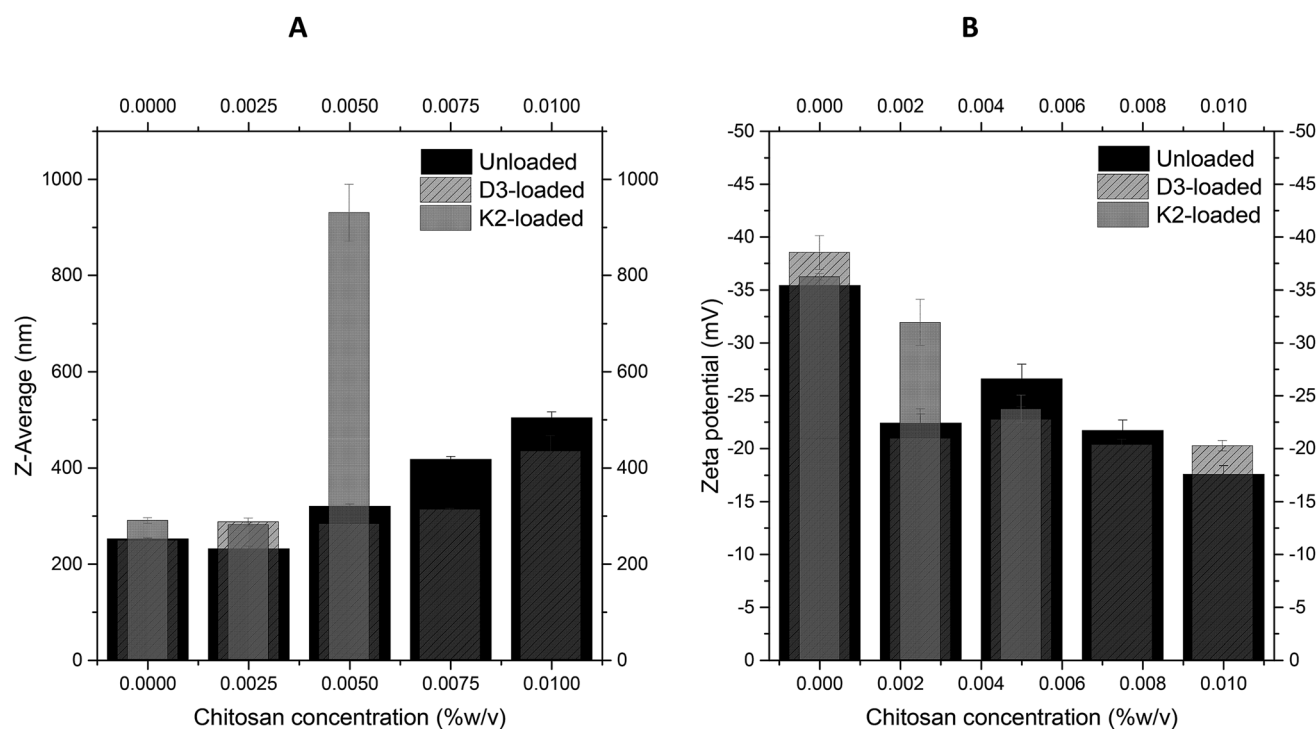 A
B
0.0000 0.0025 0.0050 0.0075 0.0100
1000
800
600
400
200
0
Z-Average (nm)
1000
800
600
400
200
0
Unloaded
D3-loaded
K2-loaded
0.0000 0.0025 0.0050 0.0075 0.0100
Chitosan concentration (%w/v)
0.000 0.002 0.004 0.006 0.008 0.010
-50
-45
-40
-35
-30
-25
-20
-15
-10
-5
0
Zeta potential (mV)
-50
-45
-40
-35
-30
-25
-20
-15
-10
-5
0
Unloaded
D3-loaded
K2-loaded
0.000 0.002 0.004 0.006 0.008 0.010
Chitosan concentration (%w/v)